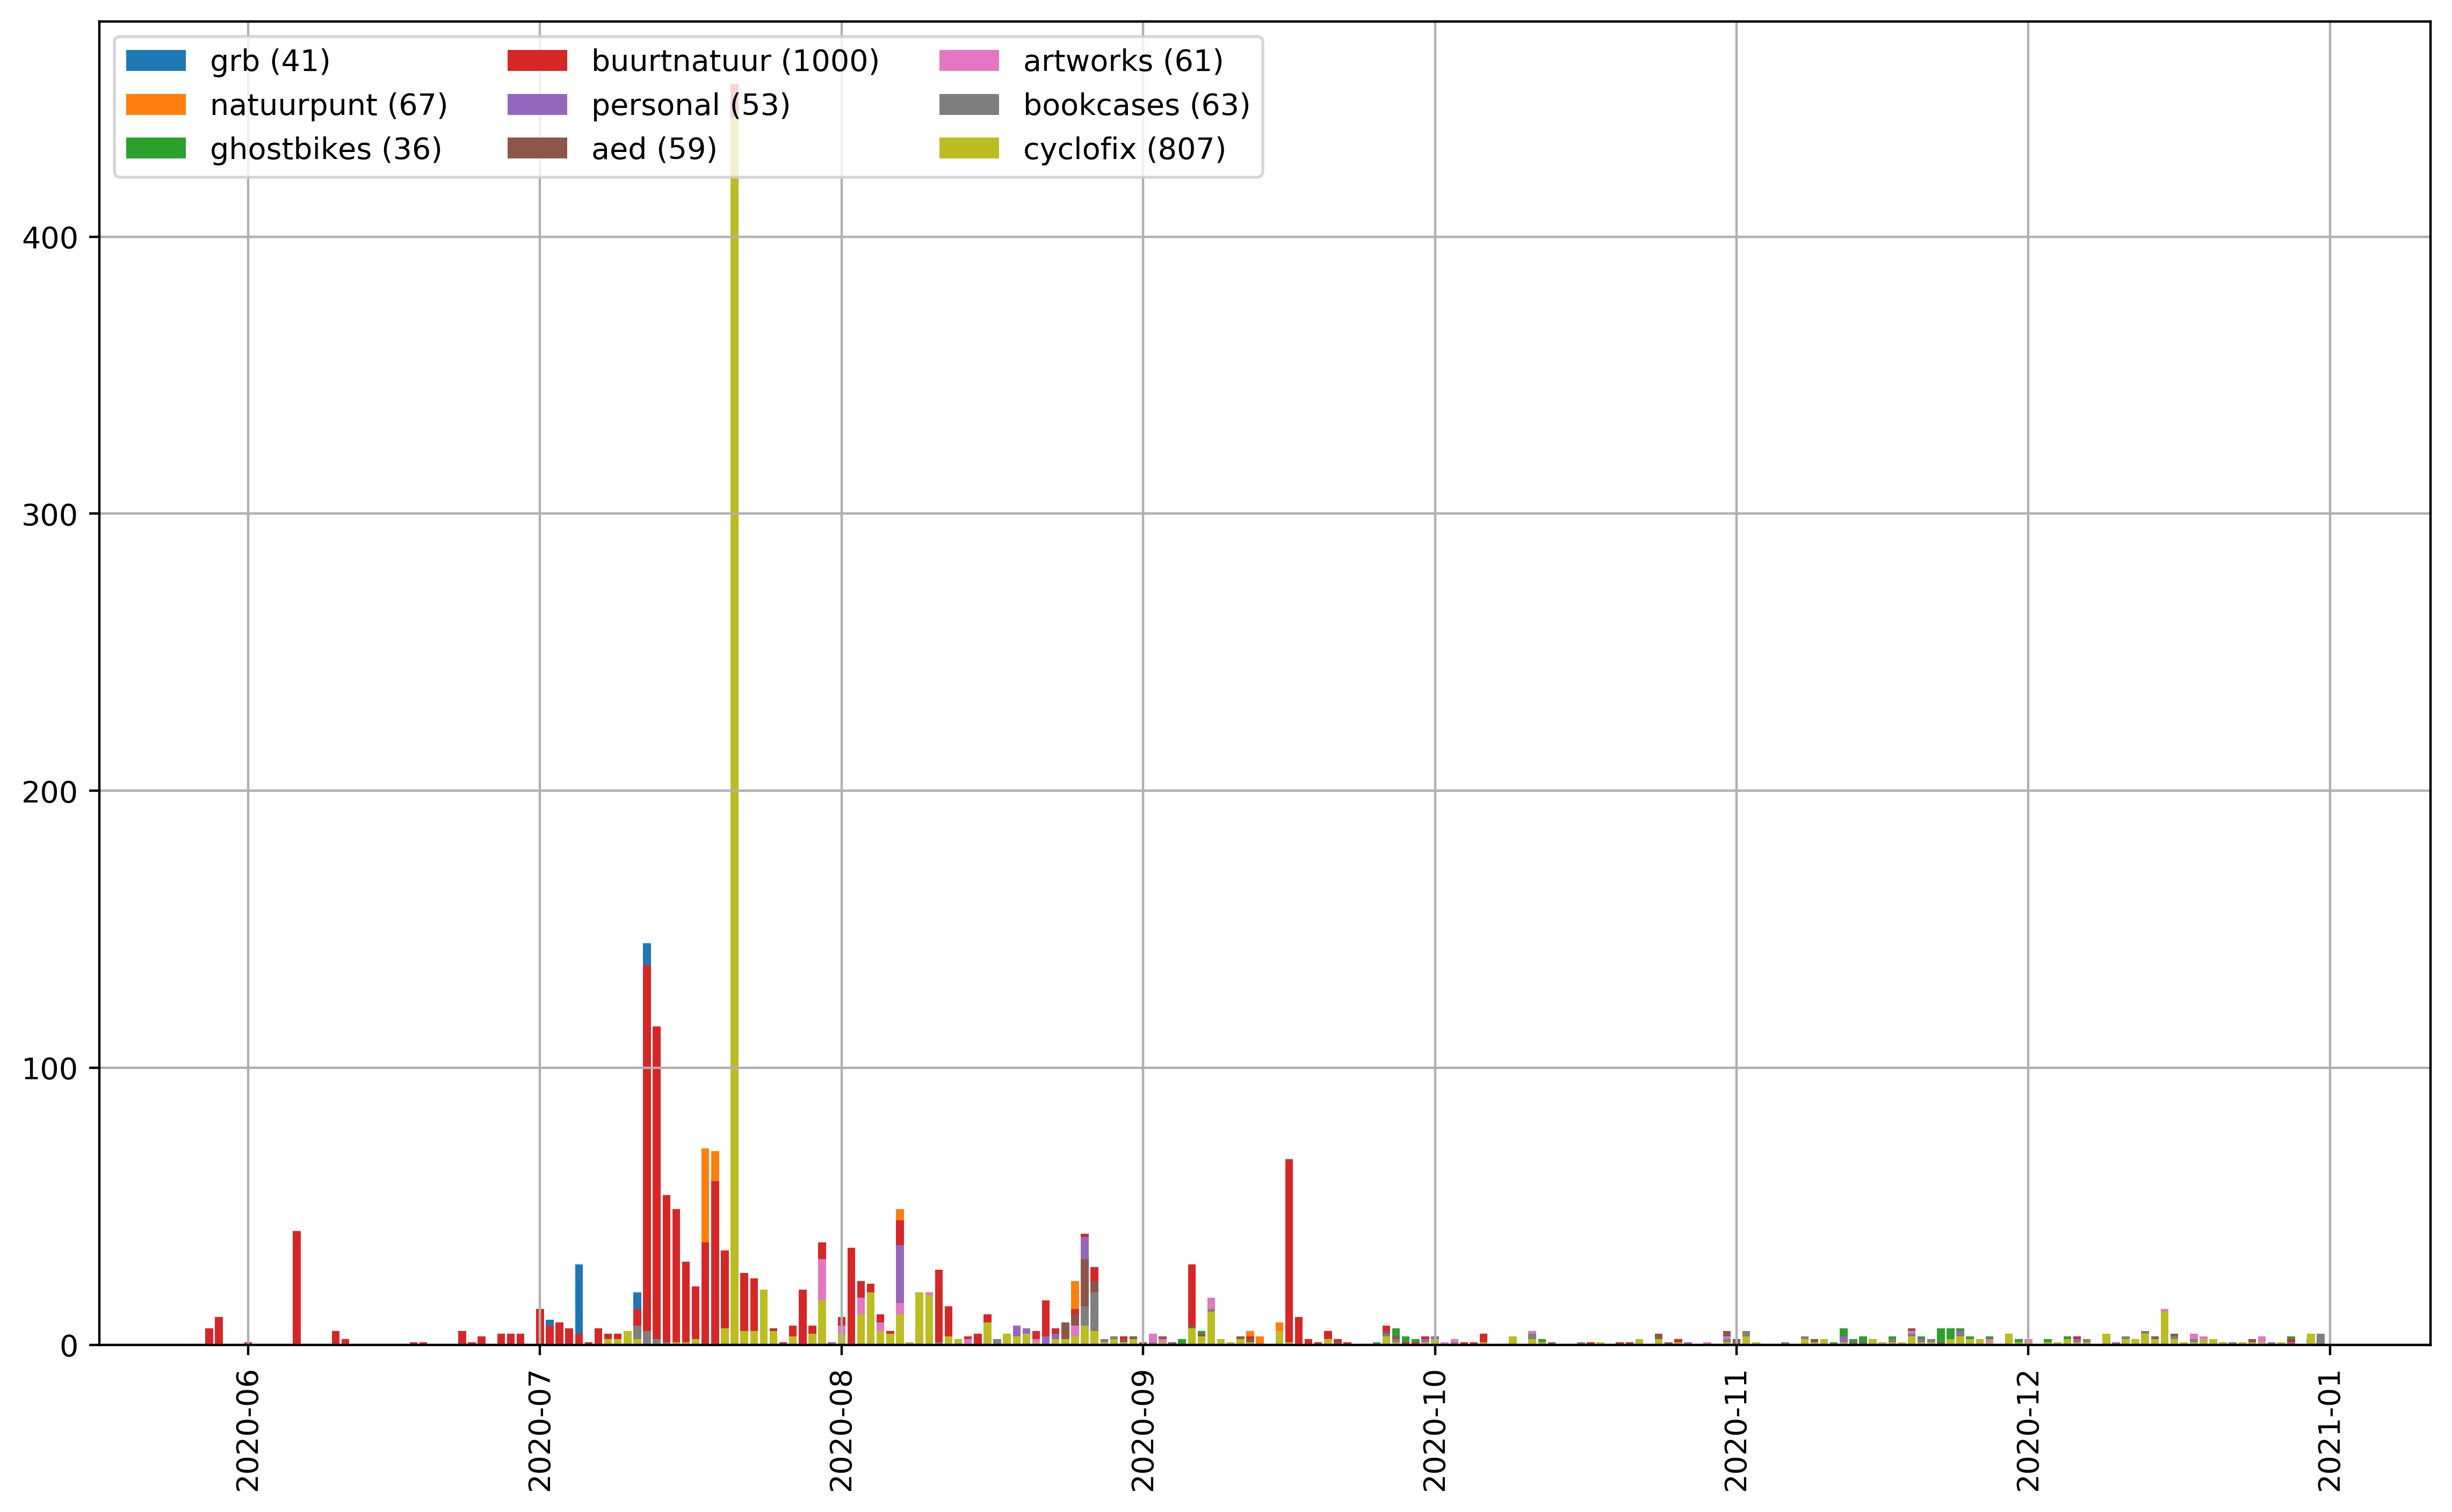 grb (41)
natuurpunt (67)
ghostbikes (36)
buurtnatuur (1000)
personal (53)
aed (59)
artworks (61)
bookcases (63)
cyclofix (807)
400
300
200
100
0
2020-06
2020-07
2020-08
2020-09
2020-10
2020-11
2020-12
2021-01